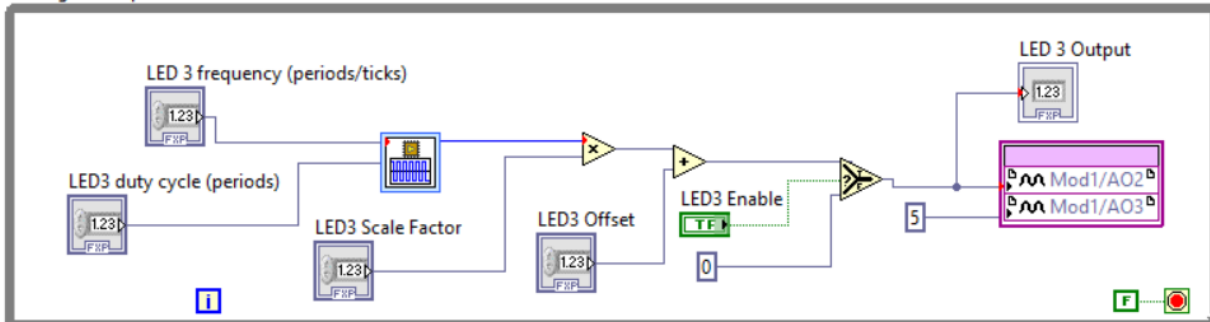 LED 3 Output
LED 3 frequency (periods/ticks)
1.23
FXP
1.23
FXP
x
+
?
T
F
Mod1/AO2
Mod1/AO3
LED3 duty cycle (periods)
1.23
FXP
LED3 Enable
TF
5
LED3 Scale Factor
1.23
FXP
LED3 Offset
1.23
FXP
0
i
F